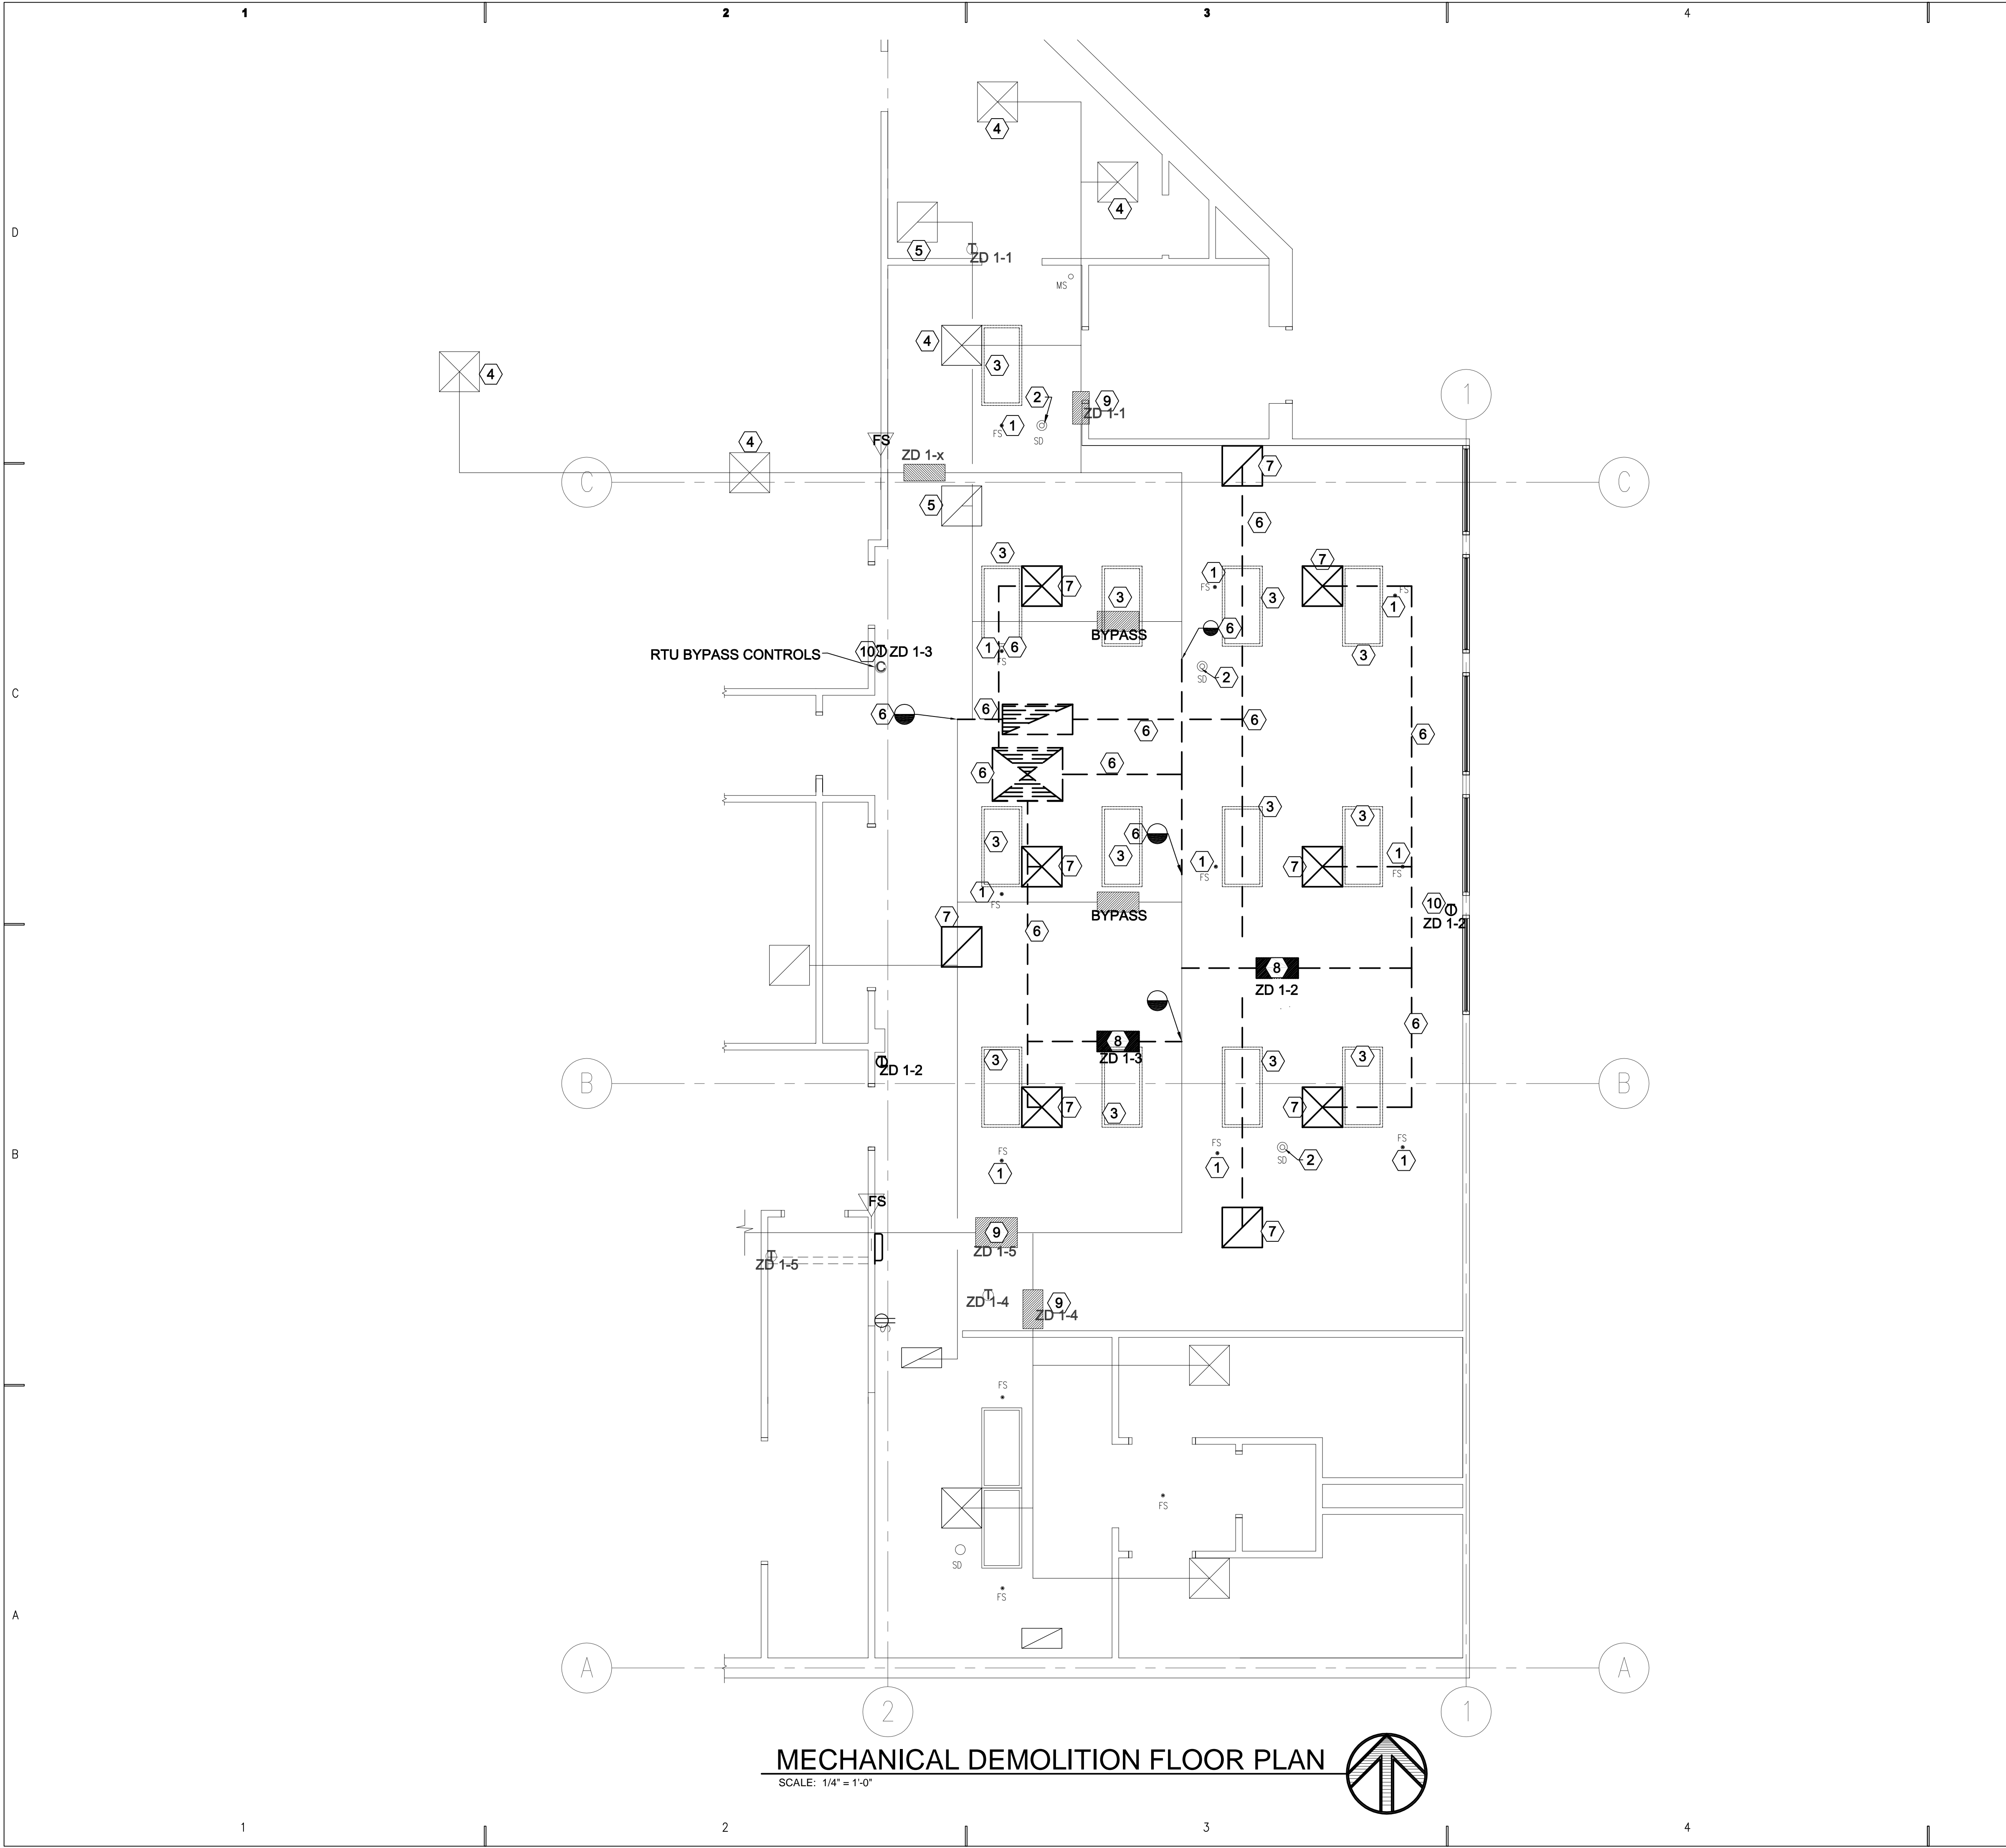 1 2 3 4
4
4
D
5
ZD 1-1
T
MS
4
3
4
2
9
ZD 1-1
1
FS
SD
1
4
FS
ZD 1-x
7
C
C
5
6
3
7
3
1
FS
3
7
FS
1
BYPASS
6
RTU BYPASS CONTROLS
10
T
ZD 1-3
C
1
6
FS
3
SD
2
C
6
6
6
6
6
6
6
3
3
3
3
6
3
7
1
FS
7
1
FS
1
FS
10
ZD 1-2
BYPASS
7
6
8
ZD 1-2
6
8
ZD 1-3
3
3
3
ZD 1-2
B
B
7
3
7
B
FS
1
FS
1
SD
2
FS
1
FS
7
9
ZD 1-5
T
ZD 1-5
T
ZD 1-4
9
ZD 1-4
FS
FS
SD
FS
A
A
A
2
1
MECHANICAL DEMOLITION FLOOR PLAN
SCALE: 1/4" = 1'-0"
1 2 3 4